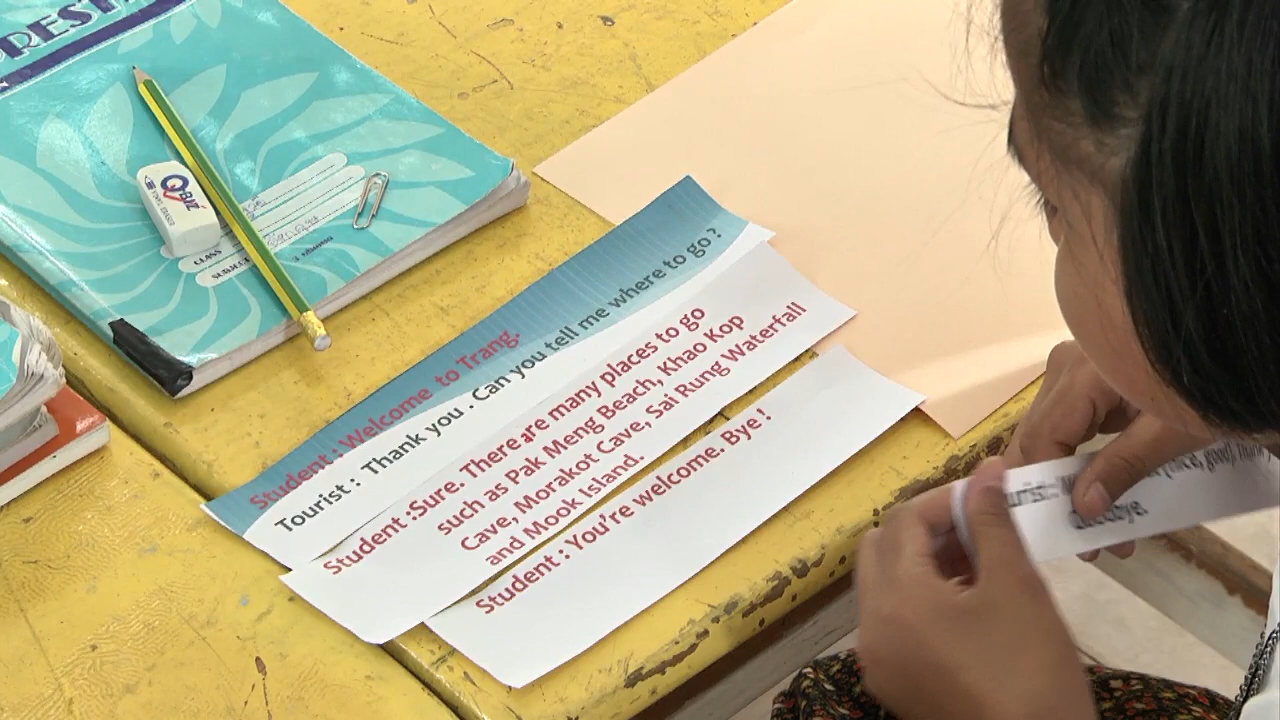 Q-BIZ
CLASS
SUBJECT
Student : Welcome to Trang.
Tourist : Thank you . Can you tell me where to go ?
Student :Sure. There are many places to go
such as Pak Meng Beach, Khao Kop
Cave, Morakot Cave, Sai Rung Waterfall
and Mook Island.
Student : You're welcome. Bye !